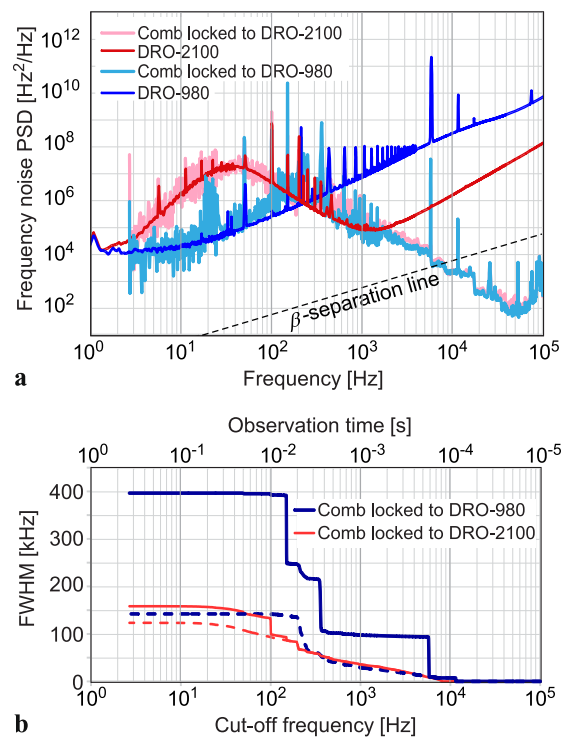 10^12
10^10
10^8
10^6
10^4
10^2
Frequency noise PSD [Hz^2/Hz]
Comb locked to DRO-2100
DRO-2100
Comb locked to DRO-980
DRO-980
β-separation line
10^0 10^1 10^2 10^3 10^4 10^5
Frequency [Hz]
a
Observation time [s]
10^0 10^-1 10^-2 10^-3 10^-4 10^-5
400
300
200
100
0
FWHM [kHz]
Comb locked to DRO-980
Comb locked to DRO-2100
10^0 10^1 10^2 10^3 10^4 10^5
Cut-off frequency [Hz]
b